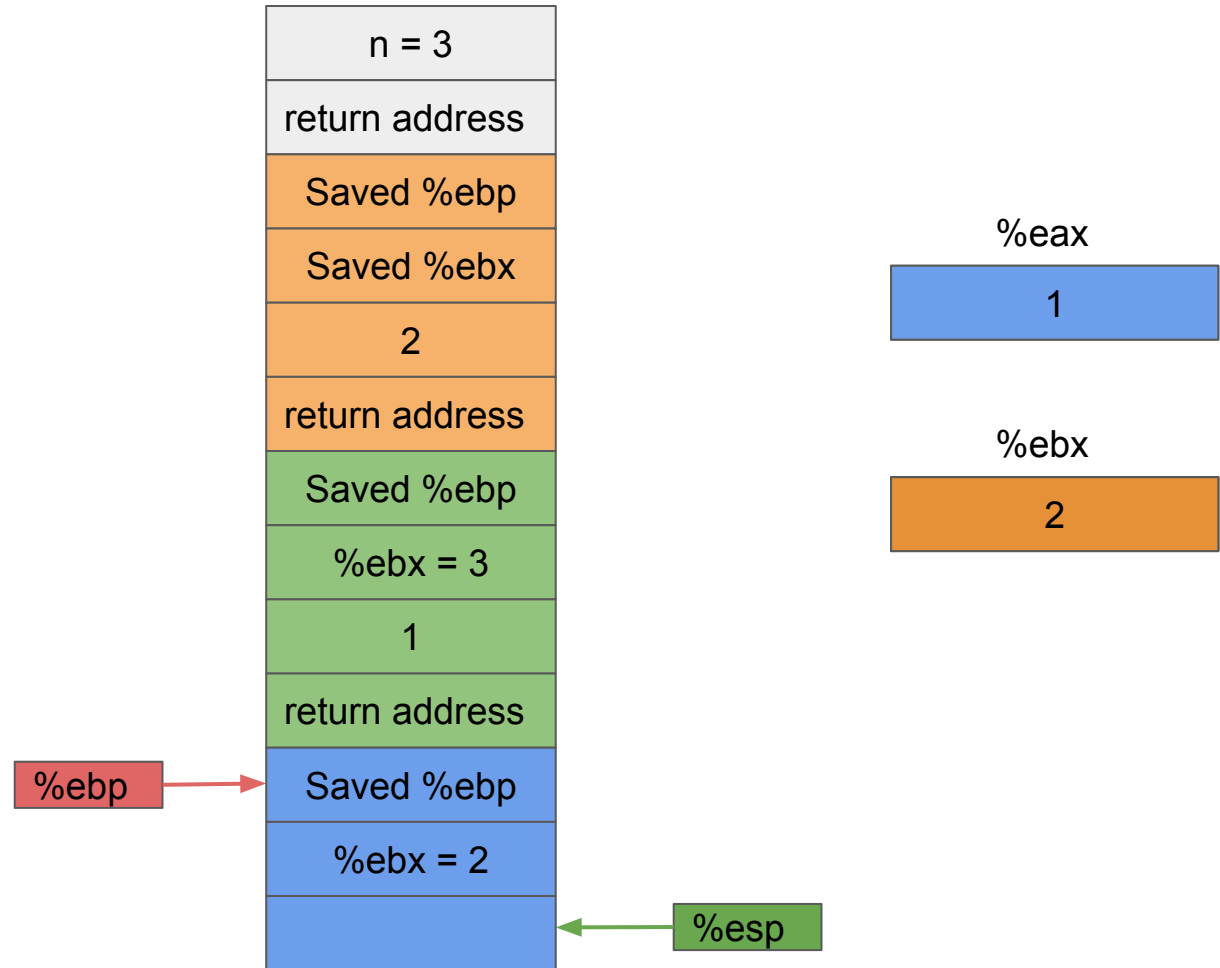 n = 3
return address
Saved %ebp
Saved %ebx
%eax
1
2
return address
%ebx
2
Saved %ebp
%ebx = 3
1
return address
%ebp
Saved %ebp
%ebx = 2
%esp